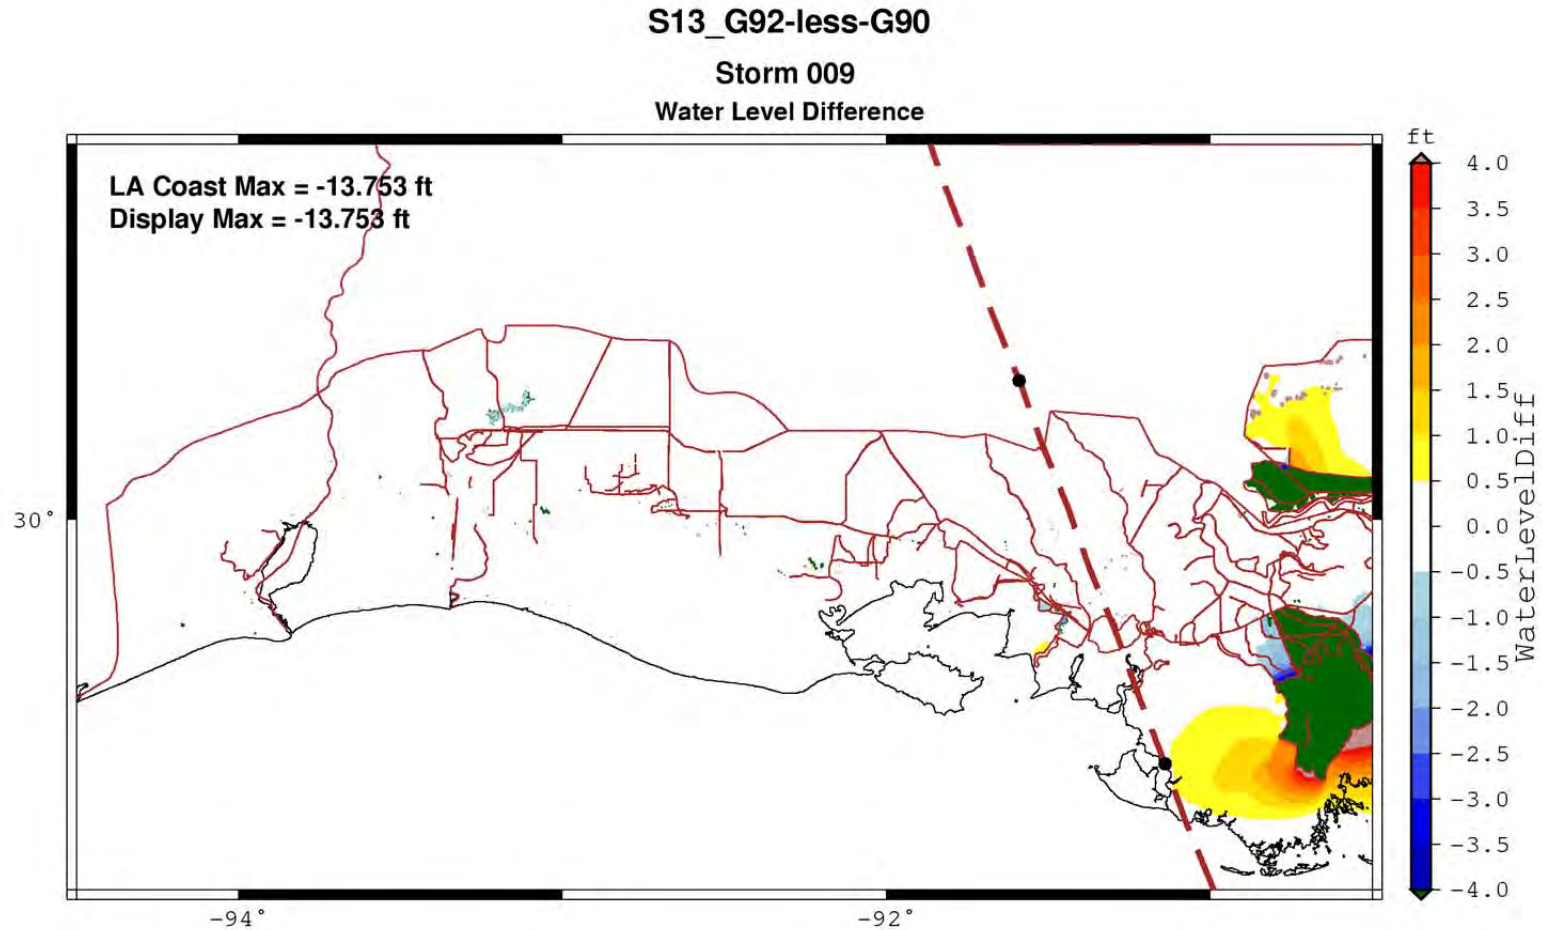 S13_G92-less-G90
Storm 009
Water Level Difference
ft
LA Coast Max = -13.753 ft
Display Max = -13.753 ft
4.0
3.5
3.0
2.5
2.0
1.5
1.0
0.5
0.0
-0.5
-1.0
-1.5
-2.0
-2.5
-3.0
-3.5
-4.0
WaterLevelDiff
30°
-94°
-92°